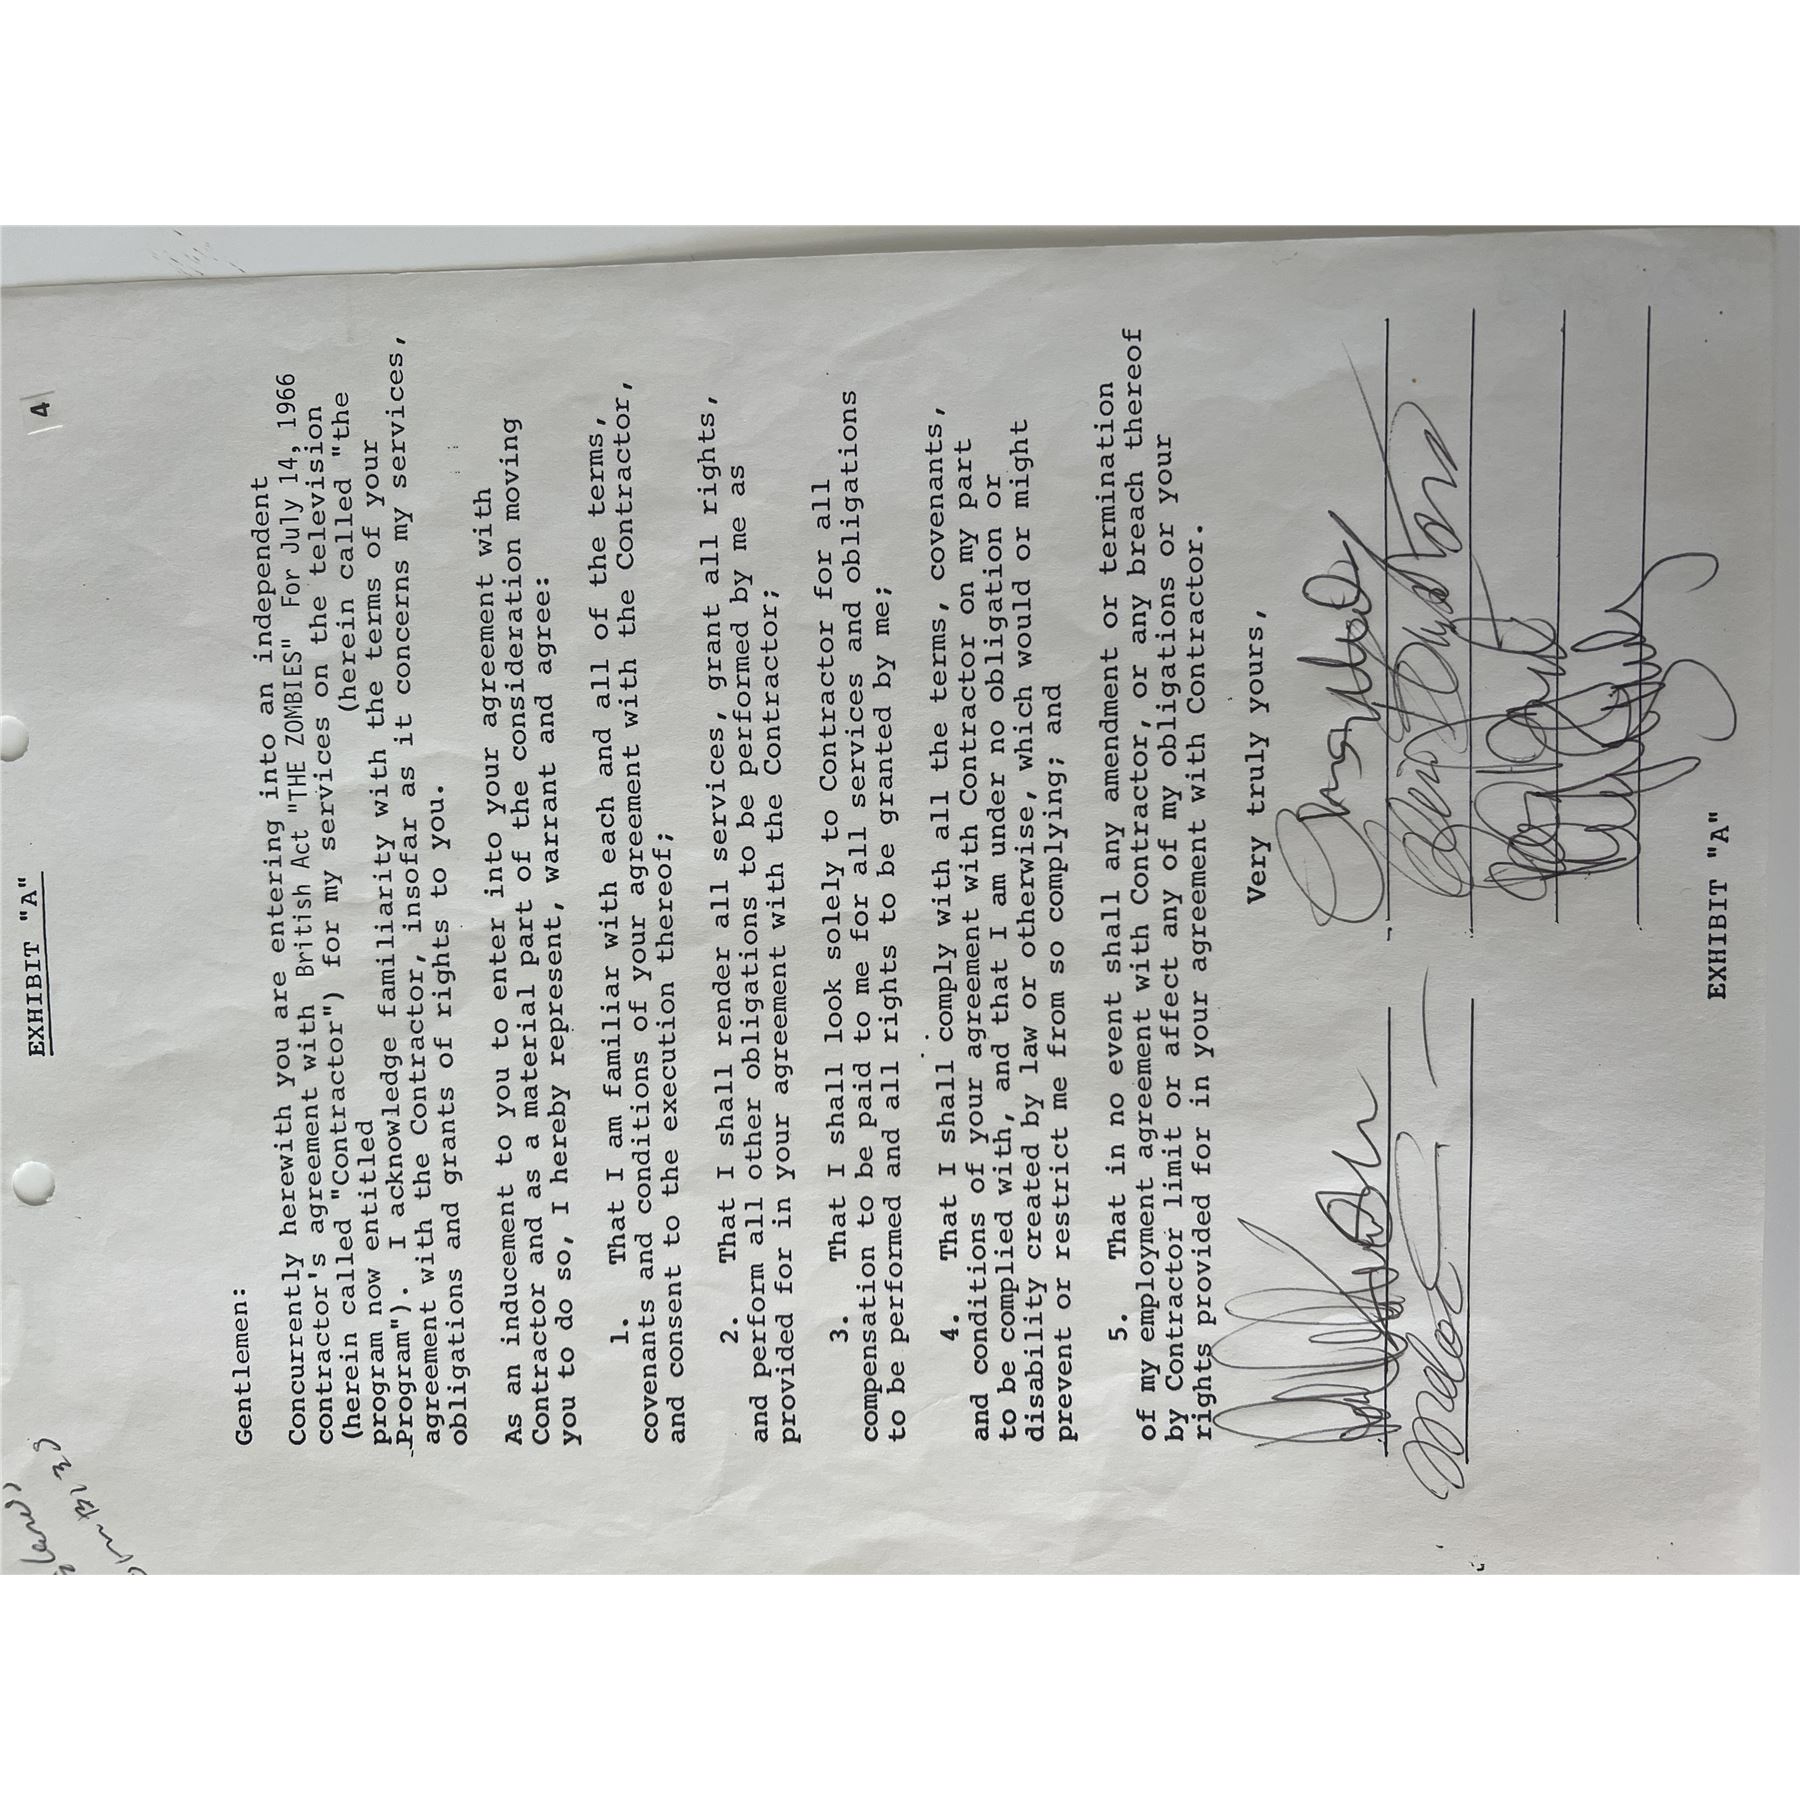 EXHIBIT "A"
4
Gentlemen:
Concurrently herewith you are entering into an independent
contractor's agreement with British Act "THE ZOMBIES" For July 14, 1966
(herein called "Contractor") for my services on the television
program now entitled (herein called "the
Program"). I acknowledge familiarity with the terms of your
agreement with the Contractor, insofar as it concerns my services,
obligations and grants of rights to you.
As an inducement to you to enter into your agreement with
Contractor and as a material part of the consideration moving
you to do so, I hereby represent, warrant and agree:
1. That I am familiar with each and all of the terms,
covenants and conditions of your agreement with the Contractor,
and consent to the execution thereof;
2. That I shall render all services, grant all rights,
and perform all other obligations to be performed by me as
provided for in your agreement with the Contractor;
3. That I shall look solely to Contractor for all
compensation to be paid to me for all services and obligations
to be performed and all rights to be granted by me;
4. That I shall comply with all the terms, covenants,
and conditions of your agreement with Contractor on my part
to be complied with, and that I am under no obligation or
disability created by law or otherwise, which would or might
prevent or restrict me from so complying; and
5. That in no event shall any amendment or termination
of my employment agreement with Contractor, or any breach thereof
by Contractor limit or affect any of my obligations or your
rights provided for in your agreement with Contractor.
Very truly yours,
EXHIBIT "A"